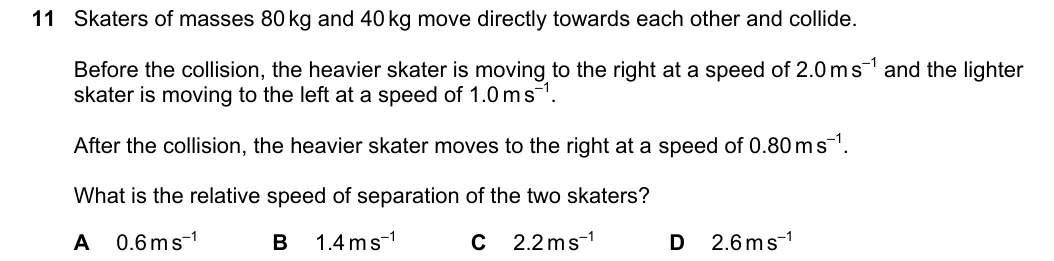 11 Skaters of masses 80 kg and 40 kg move directly towards each other and collide.
Before the collision, the heavier skater is moving to the right at a speed of 2.0 m s⁻¹ and the lighter
skater is moving to the left at a speed of 1.0 m s⁻¹.
After the collision, the heavier skater moves to the right at a speed of 0.80 m s⁻¹.
What is the relative speed of separation of the two skaters?
A 0.6 m s⁻¹ B 1.4 m s⁻¹ C 2.2 m s⁻¹ D 2.6 m s⁻¹